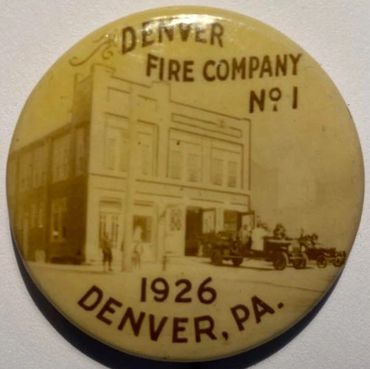 DENVER
FIRE COMPANY
No 1
1926
DENVER, PA.